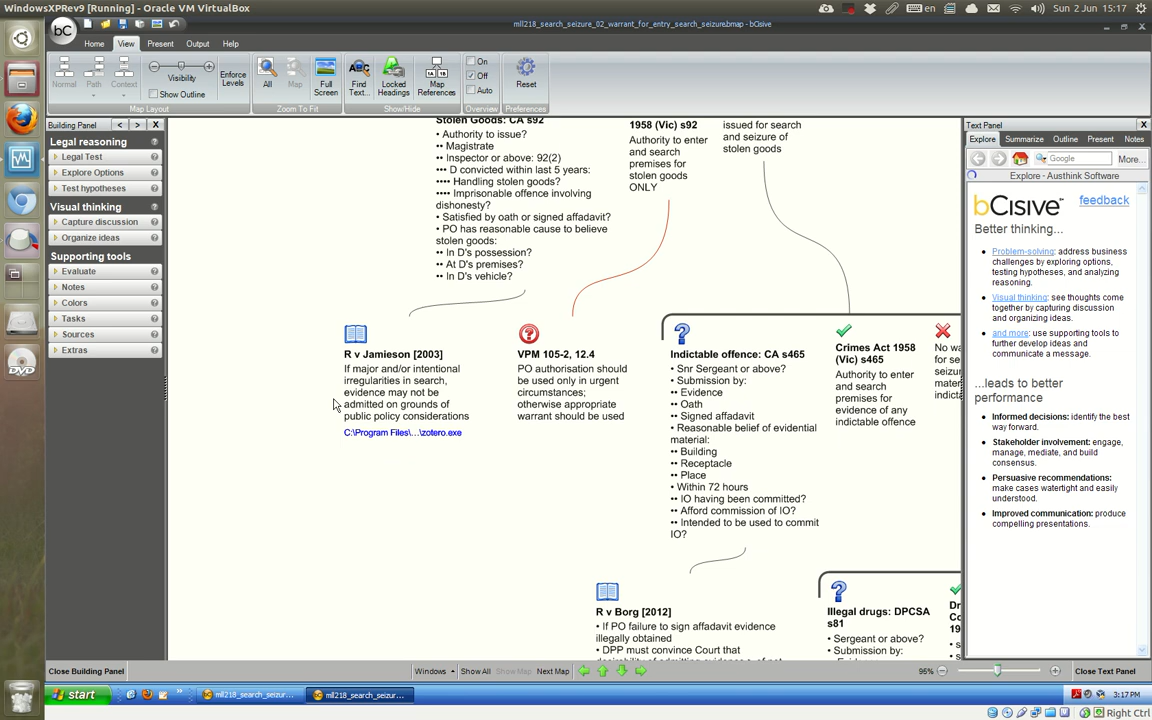 WindowsXPRev9 [Running] - Oracle VM VirtualBox
en
Sun 2 Jun 15:17
bC
mll218_search_seizure_02_warrant_for_entry_search_seizure.bmap - bCisive
Home View Present Output Help
Normal Path Context
Visibility
Show Outline
Enforce Levels
Map Layout
All Map Full Screen
Zoom To Fit
Find Text... Locked Headings Map References
Show/Hide
On
Off
Auto
Overview
Reset
Preferences
Building Panel
Legal reasoning
Legal Test
Explore Options
Test hypotheses
Visual thinking
Capture discussion
Organize ideas
Supporting tools
Evaluate
Notes
Colors
Tasks
Sources
Extras
Stolen Goods: CA s92
• Authority to issue?
•• Magistrate
•• Inspector or above: 92(2)
••• D convicted within last 5 years:
•••• Handling stolen goods?
•••• Imprisonable offence involving
dishonesty?
• Satisfied by oath or signed affadavit?
• PO has reasonable cause to believe
stolen goods:
•• In D's possession?
•• At D's premises?
•• In D's vehicle?
1958 (Vic) s92
Authority to enter
and search
premises for
stolen goods
ONLY
issued for search
and seizure of
stolen goods
R v Jamieson [2003]
If major and/or intentional
irregularities in search,
evidence may not be
admitted on grounds of
public policy considerations
C:\Program Files\...\zotero.exe
VPM 105-2, 12.4
PO authorisation should
be used only in urgent
circumstances;
otherwise appropriate
warrant should be used
Indictable offence: CA s465
• Snr Sergeant or above?
• Submission by:
•• Evidence
•• Oath
•• Signed affadavit
• Reasonable belief of evidential
material:
•• Building
•• Receptacle
•• Place
• Within 72 hours
•• IO having been committed?
•• Afford commission of IO?
•• Intended to be used to commit
IO?
Crimes Act 1958
(Vic) s465
Authority to enter
and search
premises for
evidence of any
indictable offence
No wa
for se
seizur
mater
indict
R v Borg [2012]
• If PO failure to sign affadavit evidence
illegally obtained
• DPP must convince Court that
Illegal drugs: DPCSA
s81
• Sergeant or above?
• Submission by:
Dr
Co
19
Text Panel
Explore Summarize Outline Present Notes
Google
More...
Explore - Austhink Software
bCisive
feedback
Better thinking...
Problem-solving: address business
challenges by exploring options,
testing hypotheses, and analyzing
information.
Visual thinking: see thoughts come
together by capturing discussion
and organizing ideas.
and more: use supporting tools to
further develop ideas and
communicate a message.
...leads to better
performance
Informed decisions: identify the best
way forward.
Stakeholder involvement: engage,
manage, mediate, and build
consensus.
Persuasive recommendations:
make cases watertight and easily
understood.
Improved communication: produce
compelling presentations.
Close Building Panel
Windows Show All Show Map Next Map
96%
Close Text Panel
start
mll218_search_seizure...
mll218_search_seizur...
3:17 PM
Right Ctrl
DVD